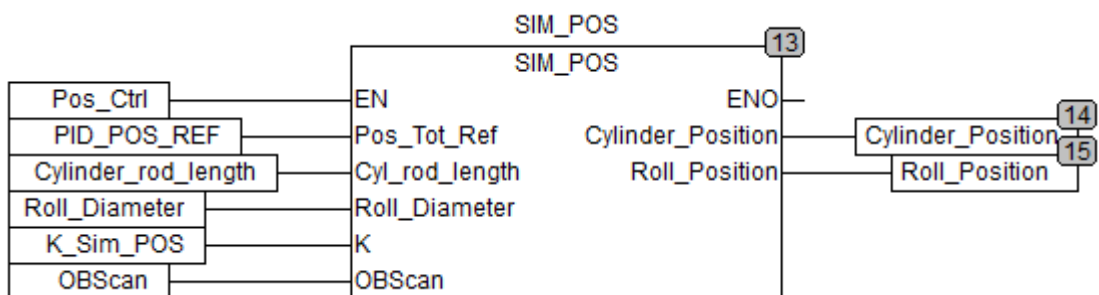 SIM_POS
13
SIM_POS
Pos_Ctrl EN ENO
14
PID_POS_REF Pos_Tot_Ref Cylinder_Position Cylinder_Position
15
Cylinder_rod_length Cyl_rod_length Roll_Position Roll_Position
Roll_Diameter Roll_Diameter
K_Sim_POS K
OBScan OBScan